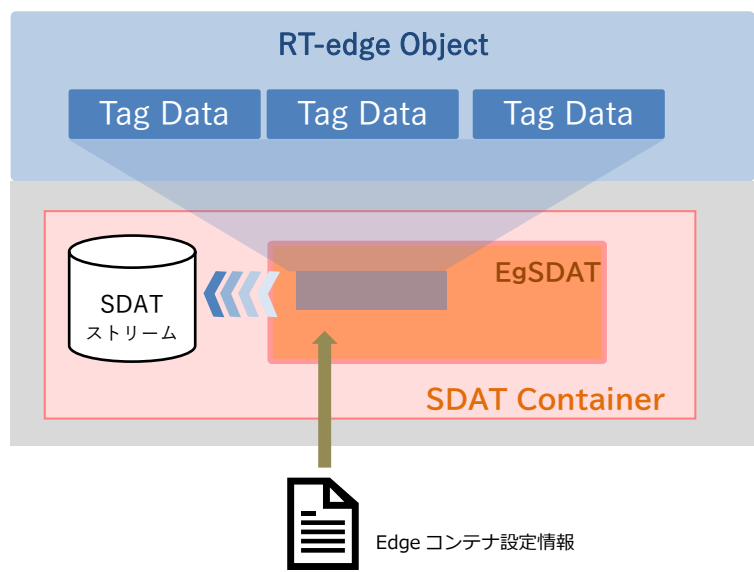 RT-edge Object
Tag Data Tag Data Tag Data
EgSDAT
SDAT
ストリーム
SDAT Container
Edge コンテナ設定情報